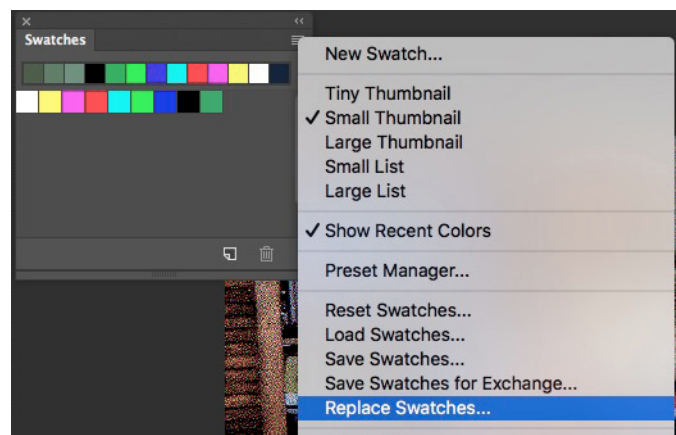 Swatches
New Swatch...
Tiny Thumbnail
✓ Small Thumbnail
Large Thumbnail
Small List
Large List
✓ Show Recent Colors
Preset Manager...
Reset Swatches...
Load Swatches...
Save Swatches...
Save Swatches for Exchange...
Replace Swatches...